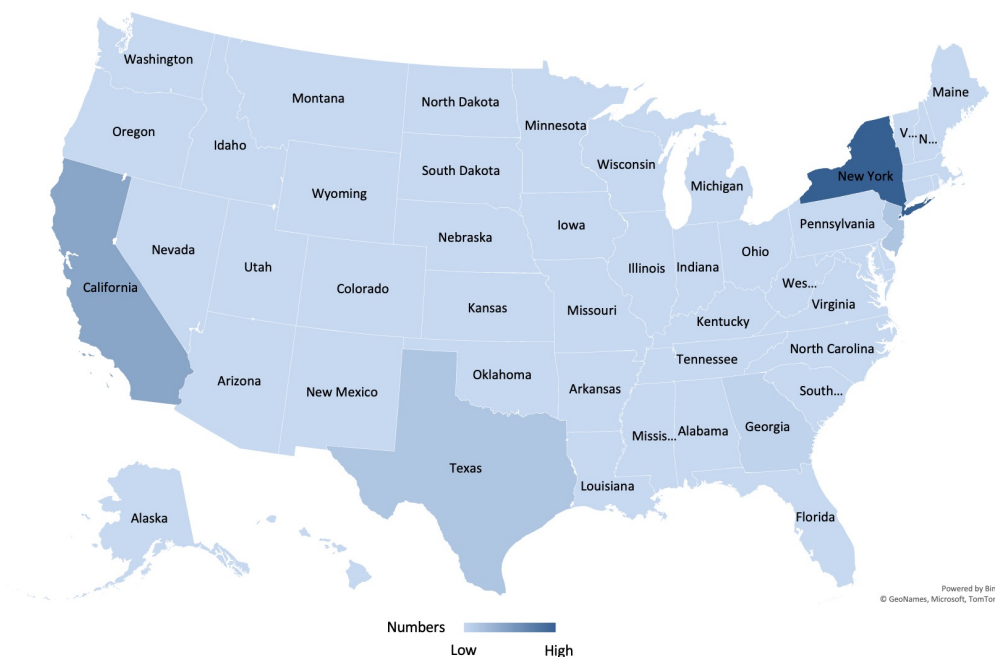 Washington
Montana
North Dakota
Maine
Minnesota
Oregon
V...
N...
Idaho
Wisconsin
South Dakota
New York
Michigan
Wyoming
Pennsylvania
Iowa
Nebraska
Nevada
Ohio
Utah
Illinois
Indiana
Wes...
California
Colorado
Virginia
Kansas
Missouri
Kentucky
North Carolina
Tennessee
Oklahoma
Arizona
Arkansas
New Mexico
South...
Georgia
Missis...
Alabama
Texas
Louisiana
Alaska
Florida
Powered by Bin
© GeoNames, Microsoft, TomTom
Numbers
Low
High